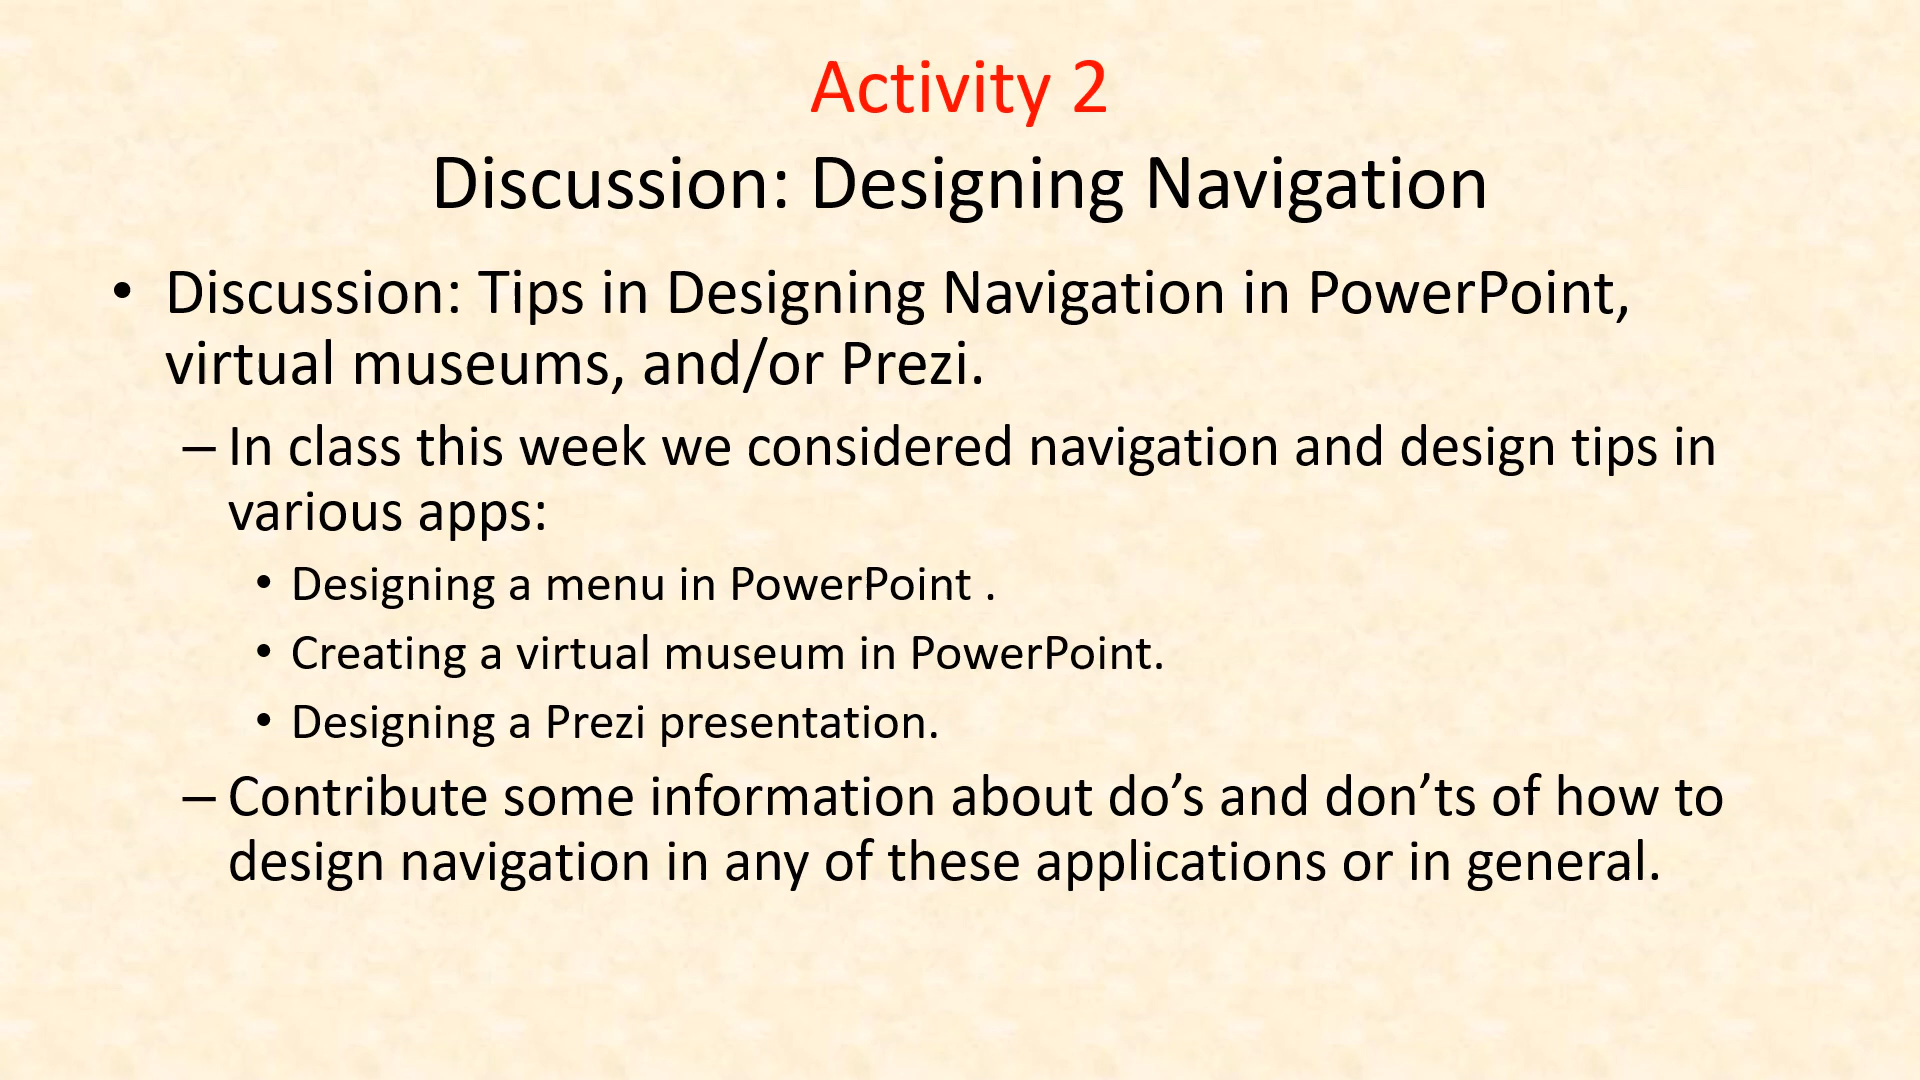 Activity 2
Discussion: Designing Navigation
• Discussion: Tips in Designing Navigation in PowerPoint,
virtual museums, and/or Prezi.
– In class this week we considered navigation and design tips in
various apps:
• Designing a menu in PowerPoint .
• Creating a virtual museum in PowerPoint.
• Designing a Prezi presentation.
– Contribute some information about do’s and don’ts of how to
design navigation in any of these applications or in general.